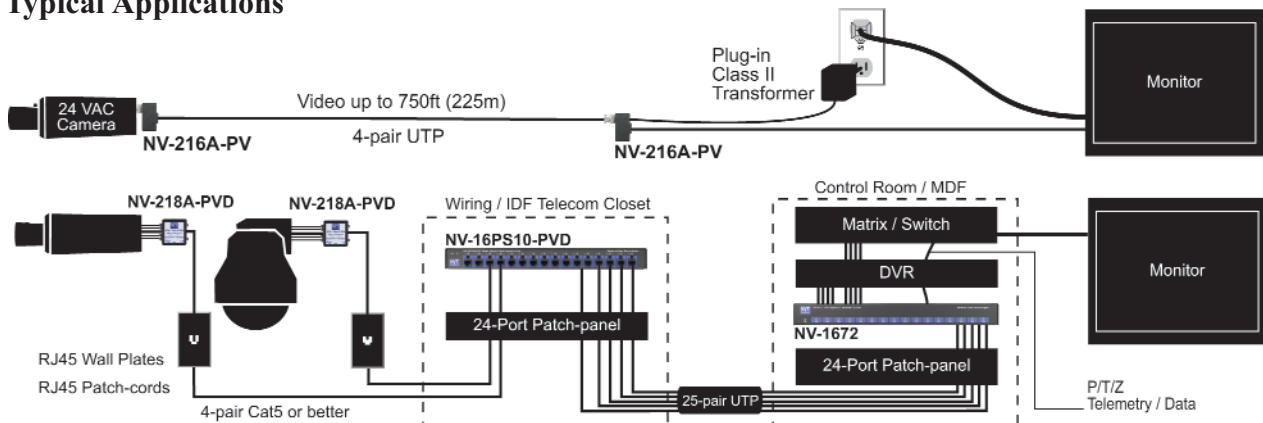 Typical Applications
24 VAC
Camera
NV-216A-PV
Video up to 750ft (225m)
4-pair UTP
NV-216A-PV
Plug-in
Class II
Transformer
Monitor
NV-218A-PVD
NV-218A-PVD
RJ45 Wall Plates
RJ45 Patch-cords
4-pair Cat5 or better
Wiring / IDF Telecom Closet
NV-16PS10-PVD
24-Port Patch-panel
25-pair UTP
Control Room / MDF
Matrix / Switch
DVR
NV-1672
24-Port Patch-panel
Monitor
P/T/Z
Telemetry / Data